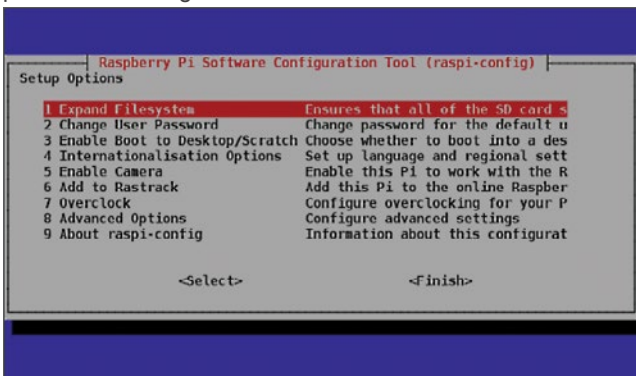 Raspberry Pi Software Configuration Tool (raspi-config)
Setup Options
1 Expand Filesystem Ensures that all of the SD card s
2 Change User Password Change password for the default u
3 Enable Boot to Desktop/Scratch Choose whether to boot into a des
4 Internationalisation Options Set up language and regional sett
5 Enable Camera Enable this Pi to work with the R
6 Add to Rastrack Add this Pi to the online Raspber
7 Overclock Configure overclocking for your P
8 Advanced Options Configure advanced settings
9 About raspi-config Information about this configurat
<Select> <Finish>